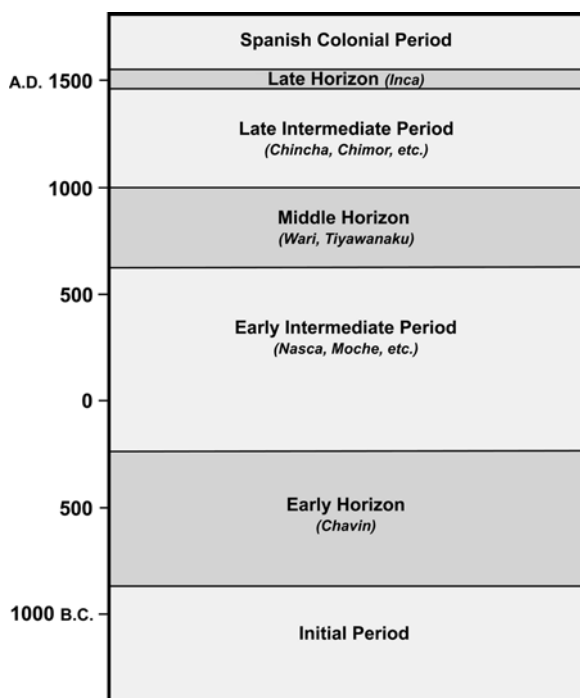 Spanish Colonial Period
A.D. 1500
Late Horizon (Inca)
Late Intermediate Period
(Chincha, Chimor, etc.)
1000
Middle Horizon
(Wari, Tiyawanaku)
500
Early Intermediate Period
(Nasca, Moche, etc.)
0
500
Early Horizon
(Chavin)
1000 B.C.
Initial Period